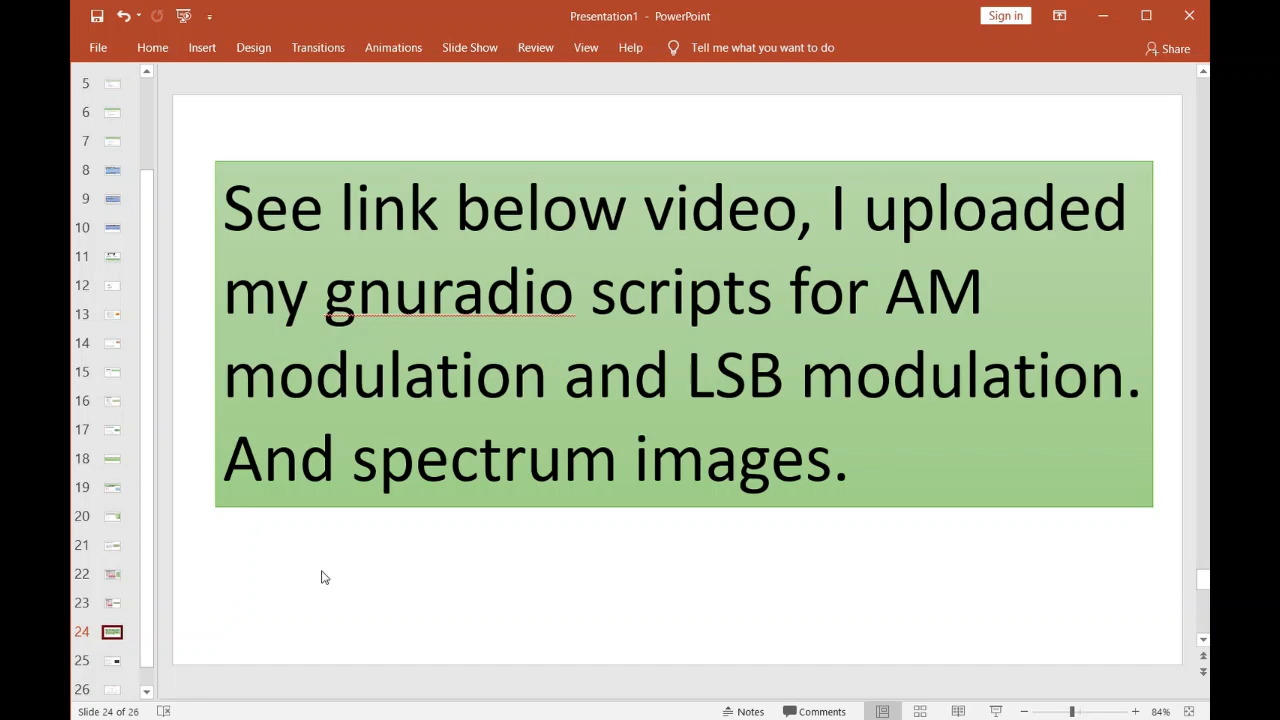 Presentation1 - PowerPoint
Sign in
File Home Insert Design Transitions Animations Slide Show Review View Help Tell me what you want to do Share
5
6
7
8
9
10
11
12
13
14
15
16
17
18
19
20
21
22
23
24
25
26
See link below video, I uploaded
my gnuradio scripts for AM
modulation and LSB modulation.
And spectrum images.
Slide 24 of 26 Notes Comments 84%